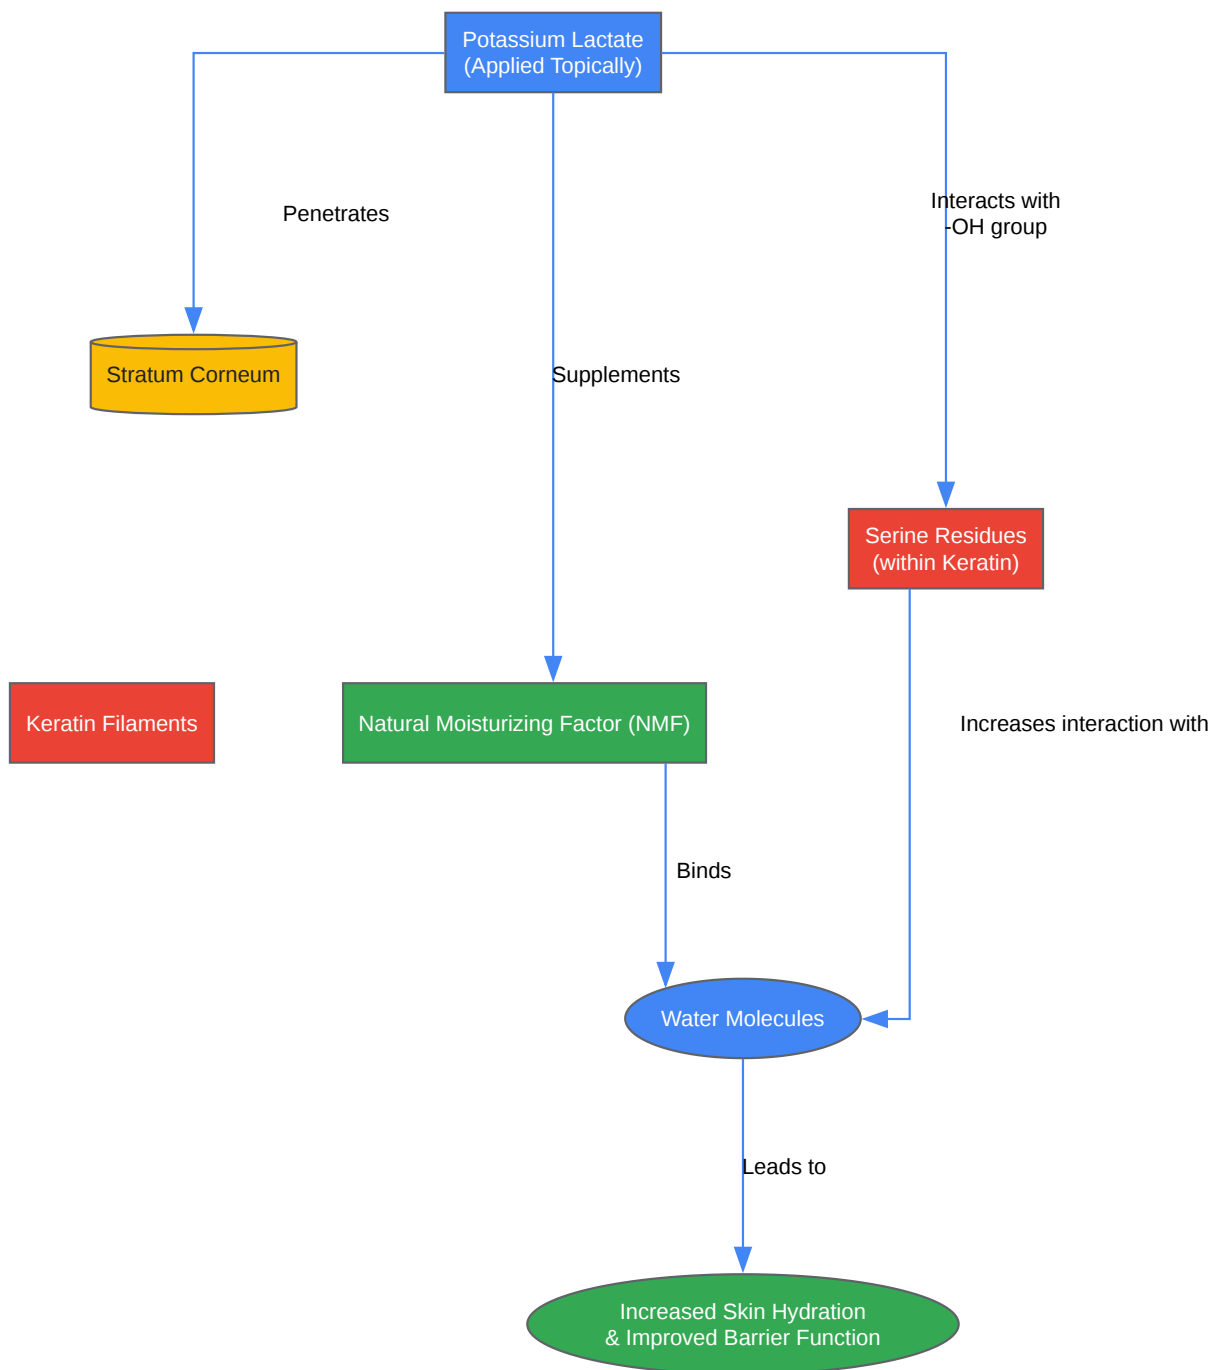 Potassium Lactate
(Applied Topically)
Penetrates
Interacts with
-OH group
Stratum Corneum
Supplements
Serine Residues
(within Keratin)
Keratin Filaments
Natural Moisturizing Factor (NMF)
Increases interaction with
Binds
Water Molecules
Leads to
Increased Skin Hydration
& Improved Barrier Function